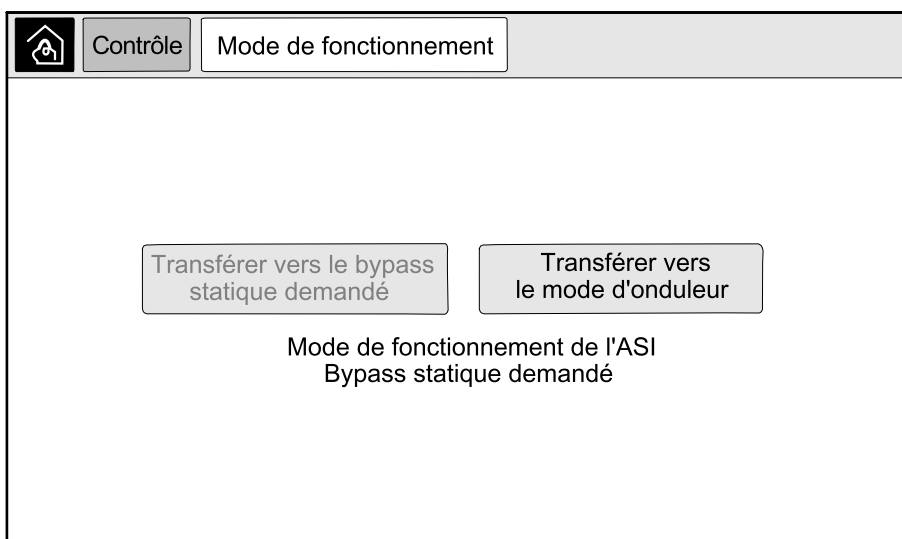 Contrôle
Mode de fonctionnement
Transférer vers le bypass
statique demandé
Transférer vers
le mode d'onduleur
Mode de fonctionnement de l'ASI
Bypass statique demandé